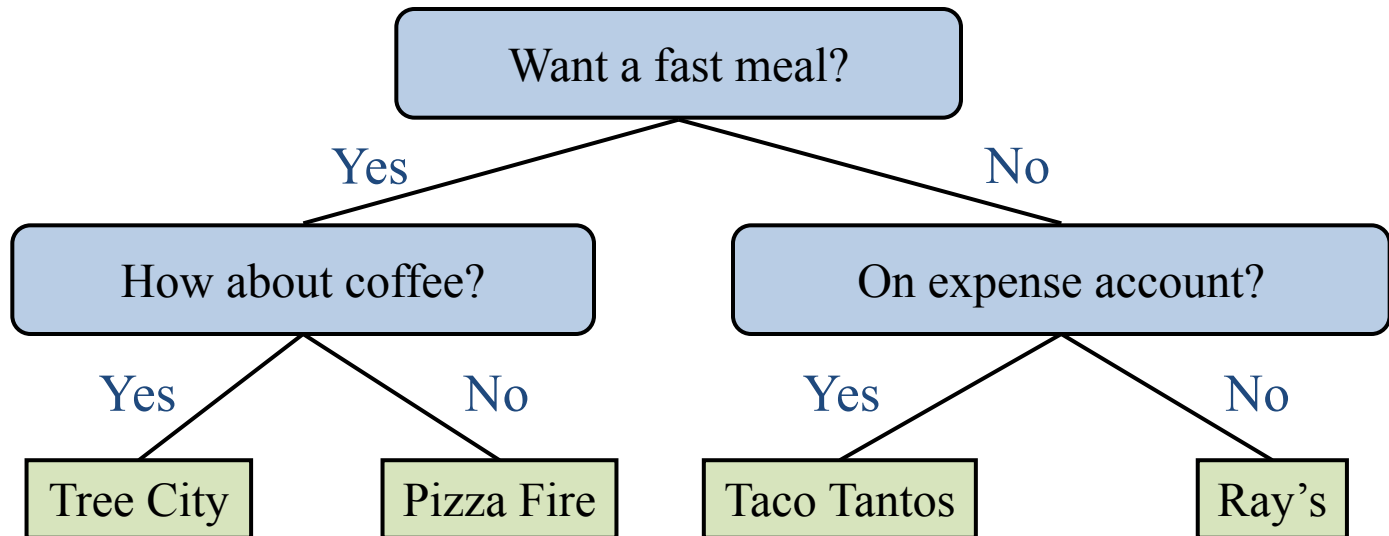 Want a fast meal?
Yes
No
How about coffee?
On expense account?
Yes
No
Yes
No
Tree City
Pizza Fire
Taco Tantos
Ray’s